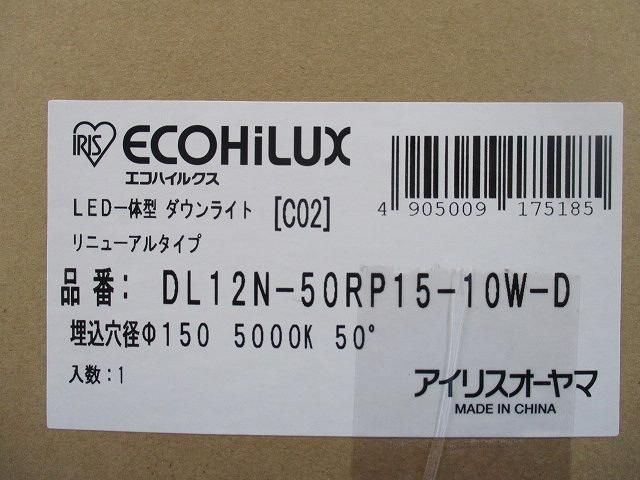 IRIS ECOHiLUX
エコハイルクス
LED一体型 ダウンライト [C02]
4 905009 175185
リニューアルタイプ
品番: DL12N-50RP15-10W-D
埋込穴径Φ150 5000K 50°
入数:1
アイリスオーヤマ
MADE IN CHINA